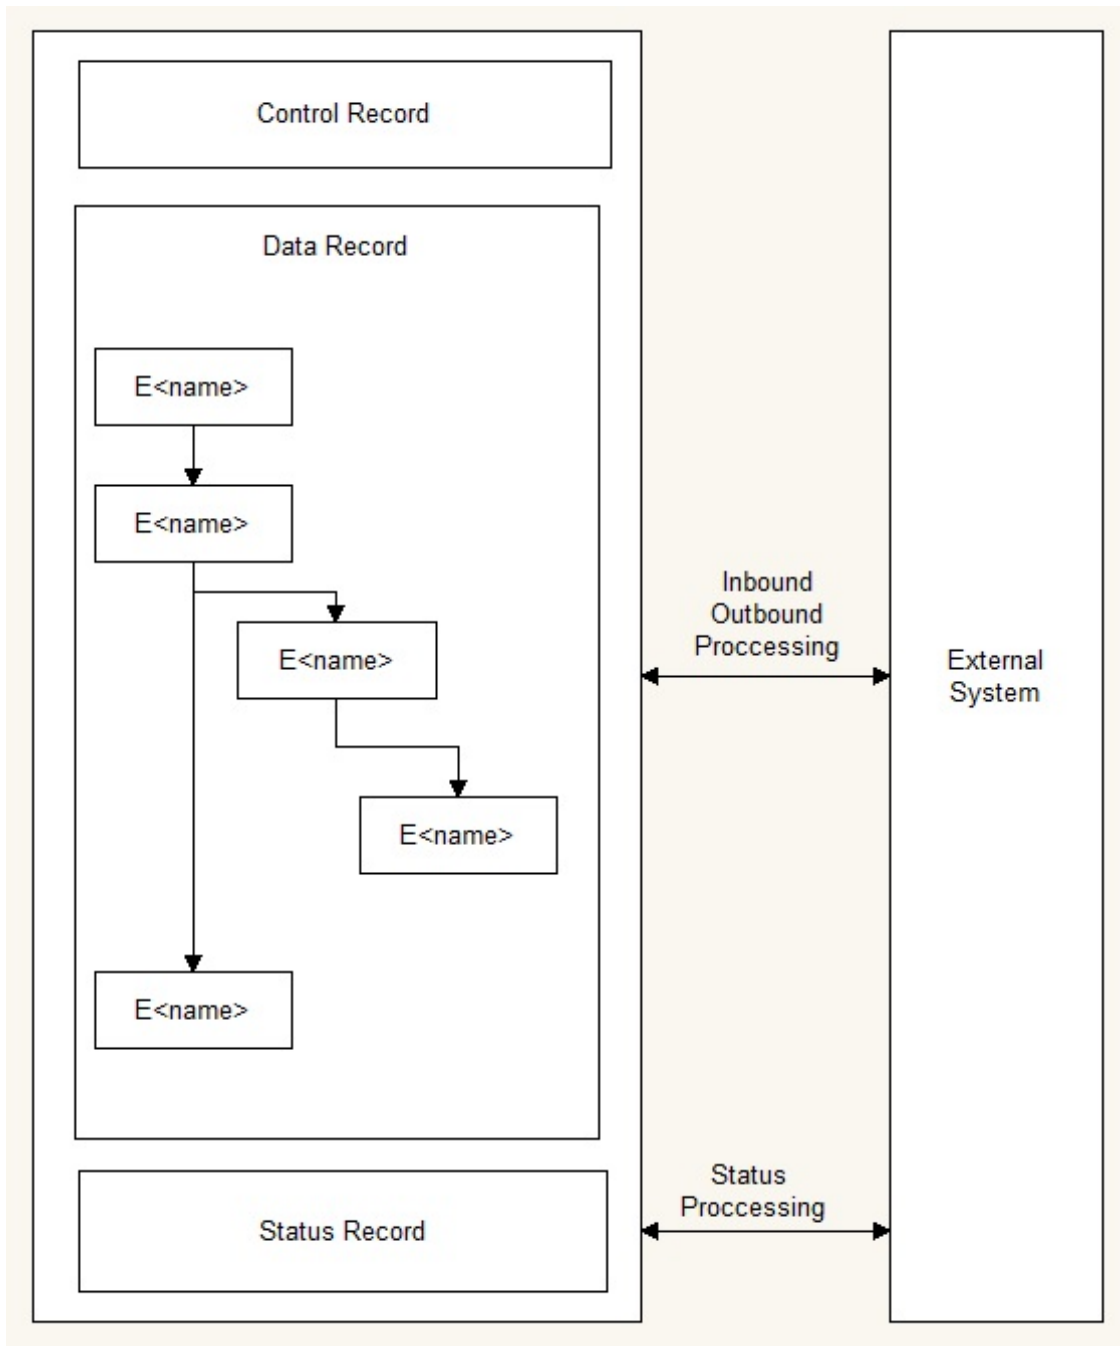 Control Record
Data Record
E<name>
E<name>
E<name>
E<name>
E<name>
Status Record
Inbound
Outbound
Proccessing
Status
Proccessing
External
System